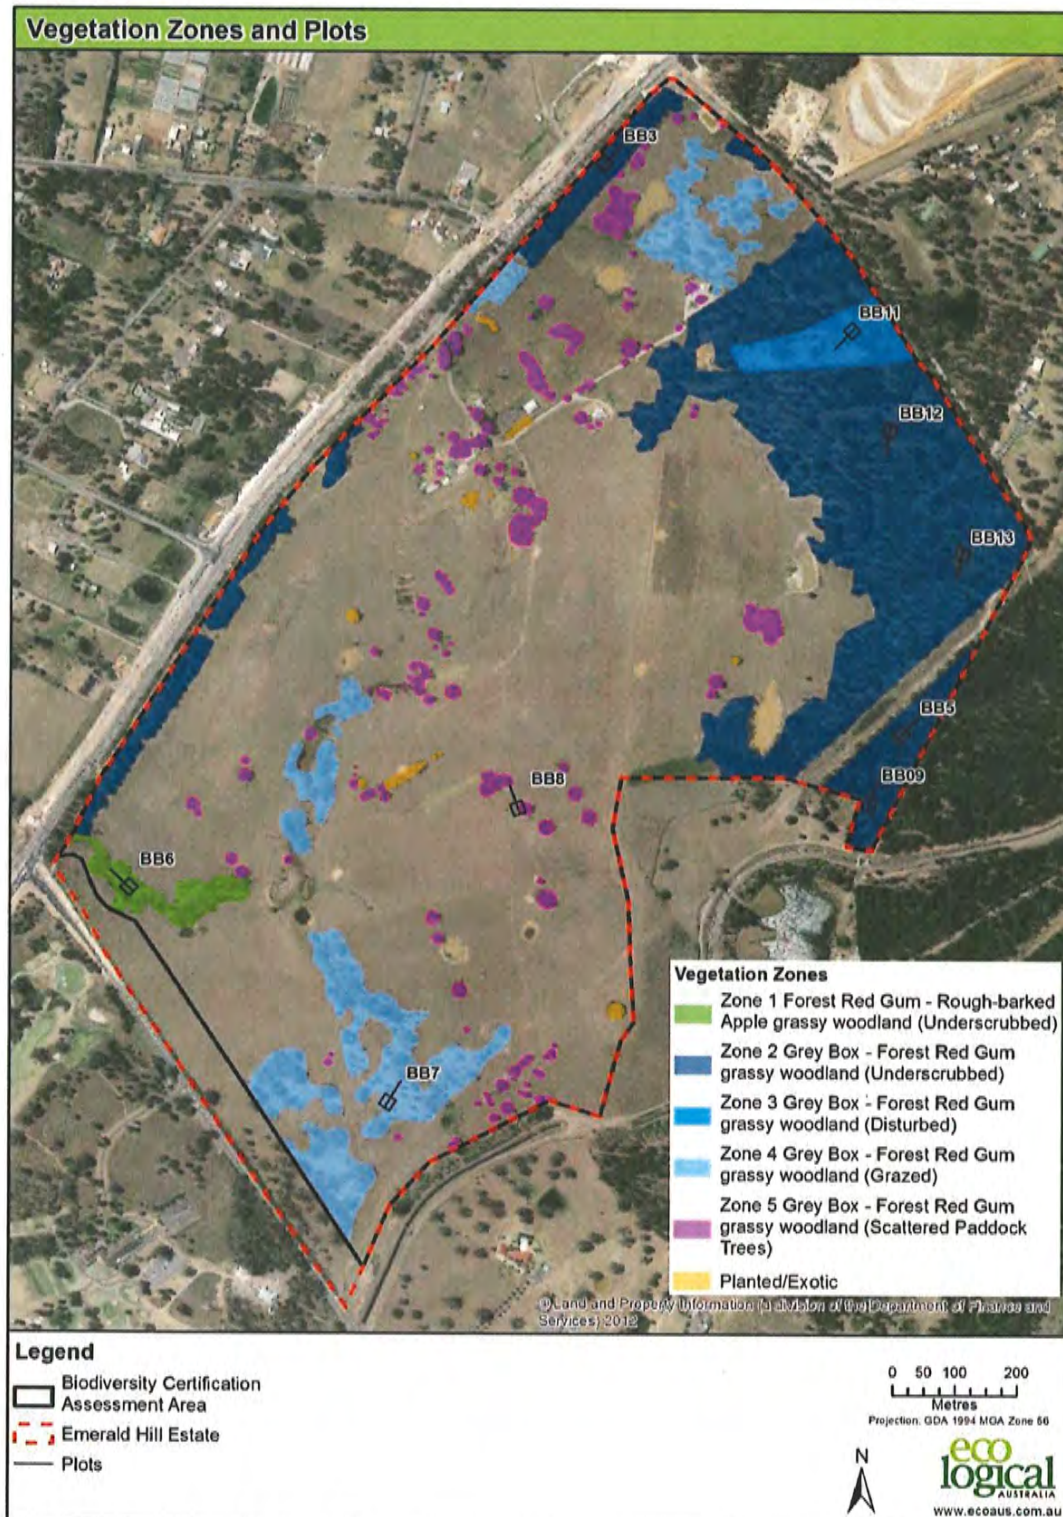 Vegetation Zones and Plots
BB3
BB11
BB12
BB13
BB5
BB09
BB8
BB6
BB7
Vegetation Zones
Zone 1 Forest Red Gum - Rough-barked
Apple grassy woodland (Underscrubbed)
Zone 2 Grey Box - Forest Red Gum
grassy woodland (Underscrubbed)
Zone 3 Grey Box - Forest Red Gum
grassy woodland (Disturbed)
Zone 4 Grey Box - Forest Red Gum
grassy woodland (Grazed)
Zone 5 Grey Box - Forest Red Gum
grassy woodland (Scattered Paddock
Trees)
Planted/Exotic
©Land and Property Information (a division of the Department of Finance and
Services) 2012
Legend
Biodiversity Certification
Assessment Area
Emerald Hill Estate
Plots
0 50 100 200
Metres
Projection: GDA 1994 MGA Zone 56
N
eco
logical
AUSTRALIA
www.ecoaus.com.au